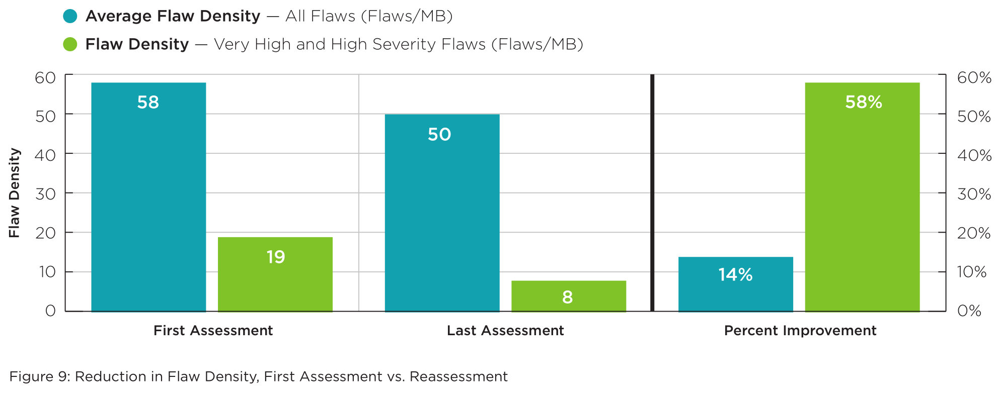 Average Flaw Density — All Flaws (Flaws/MB)
Flaw Density — Very High and High Severity Flaws (Flaws/MB)
60
50
40
30
20
10
0
Flaw Density
58
19
50
8
14%
58%
60%
50%
40%
30%
20%
10%
0%
First Assessment
Last Assessment
Percent Improvement
Figure 9: Reduction in Flaw Density, First Assessment vs. Reassessment